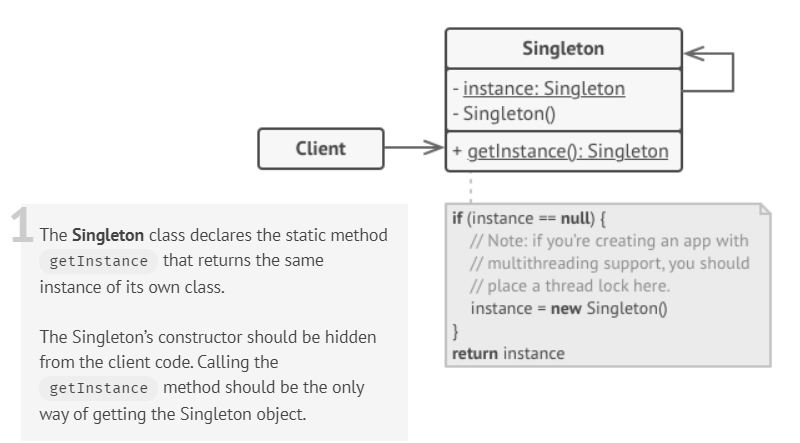 Singleton
- instance: Singleton
- Singleton()
Client
+ getInstance(): Singleton
1
The Singleton class declares the static method
getInstance that returns the same
instance of its own class.
The Singleton's constructor should be hidden
from the client code. Calling the
getInstance method should be the only
way of getting the Singleton object.
if (instance == null) {
// Note: if you're creating an app with
// multithreading support, you should
// place a thread lock here.
instance = new Singleton()
}
return instance